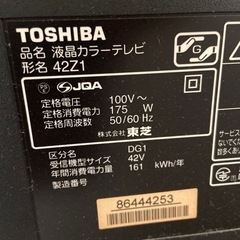 TOSHIBA
品名 液晶カラーテレビ
形名 42Z1
JQA
定格電圧 100V~
定格消費電力 175 W
定格周波数 50/60 Hz
株式会社 東芝
区分名 DG1
受信機型サイズ 42V
年間消費電力量 161 kWh/年
製造番号
86444253